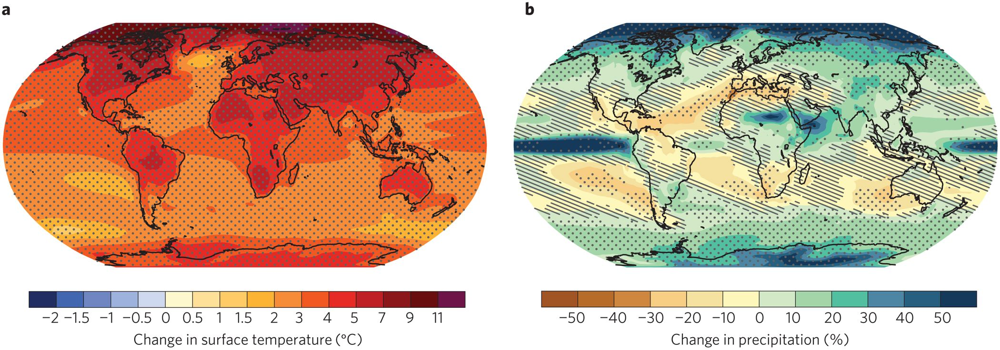 a
b
−2 −1.5 −1 −0.5 0 0.5 1 1.5 2 3 4 5 7 9 11
Change in surface temperature (°C)
−50 −40 −30 −20 −10 0 10 20 30 40 50
Change in precipitation (%)